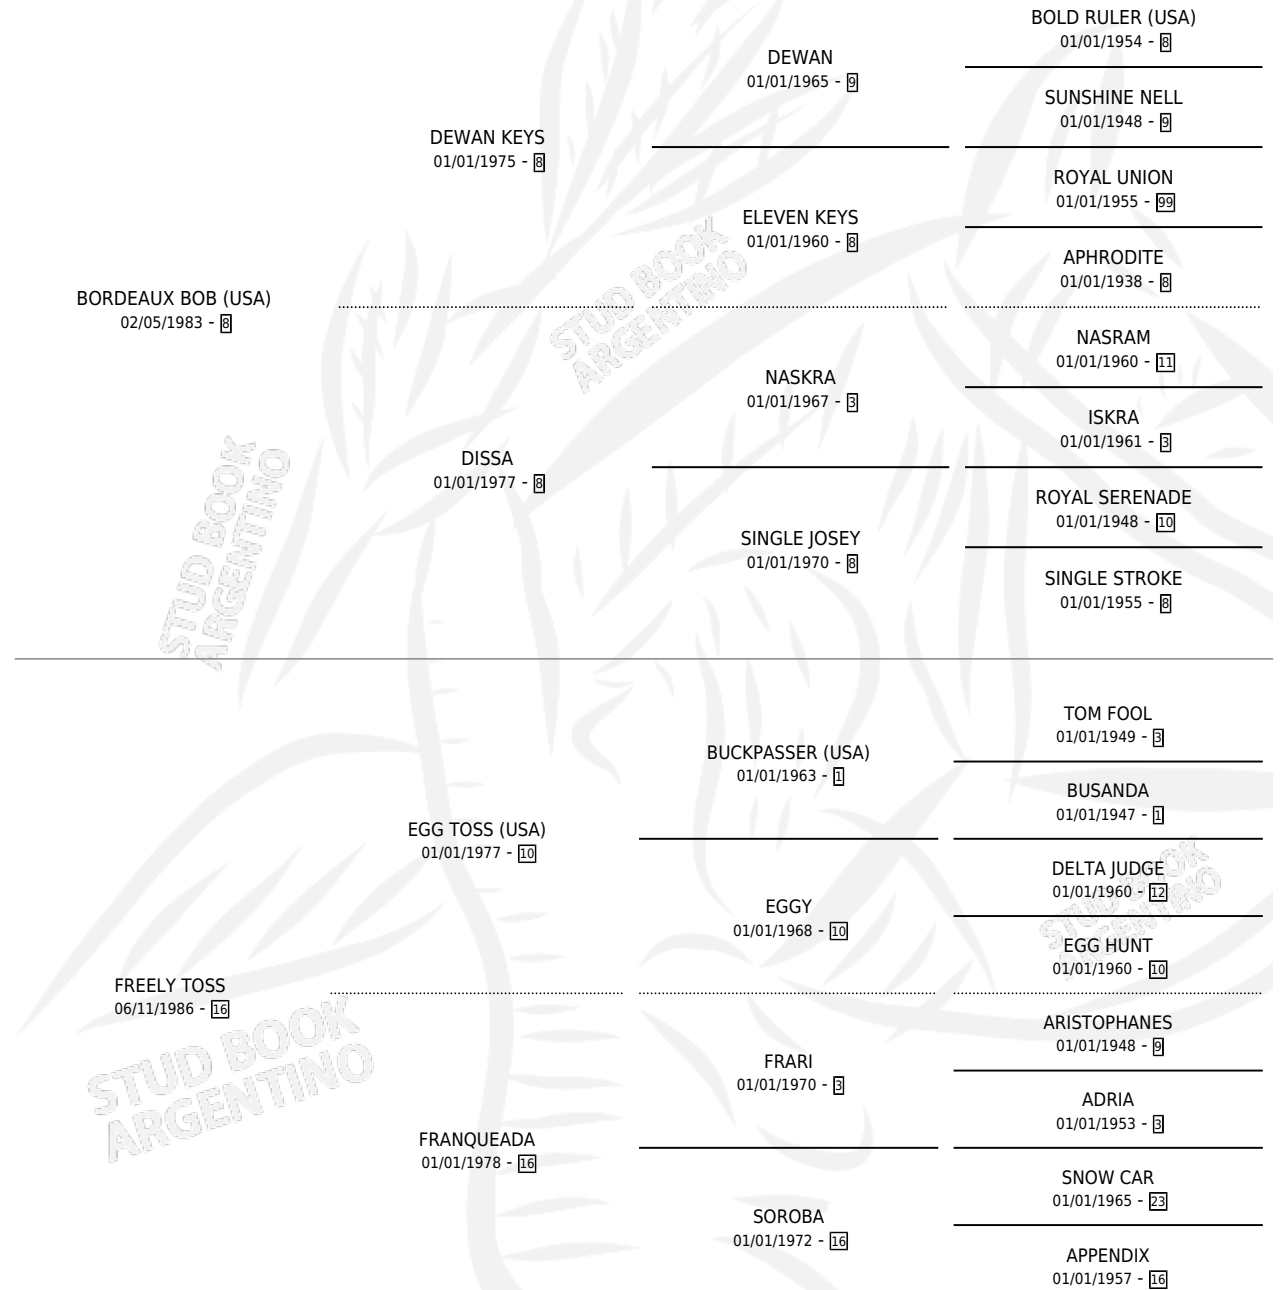 BOLD RULER (USA)
01/01/1954 - 8
DEWAN
01/01/1965 - 9
SUNSHINE NELL
01/01/1948 - 9
DEWAN KEYS
01/01/1975 - 8
ROYAL UNION
01/01/1955 - 99
ELEVEN KEYS
01/01/1960 - 8
APHRODITE
01/01/1938 - 8
BORDEAUX BOB (USA)
02/05/1983 - 8
STUD BOOK
ARGENTINO
NASRAM
01/01/1960 - 11
NASKRA
01/01/1967 - 3
ISKRA
01/01/1961 - 3
DISSA
01/01/1977 - 8
ROYAL SERENADE
01/01/1948 - 10
SINGLE JOSEY
01/01/1970 - 8
SINGLE STROKE
01/01/1955 - 8
STUD BOOK
ARGENTINO
TOM FOOL
01/01/1949 - 3
BUCKPASSER (USA)
01/01/1963 - 1
BUSANDA
01/01/1947 - 1
EGG TOSS (USA)
01/01/1977 - 10
DELTA JUDGE
01/01/1960 - 12
EGGY
01/01/1968 - 10
EGG HUNT
01/01/1960 - 10
STUD BOOK
ARGENTINO
FREELY TOSS
06/11/1986 - 16
ARISTOPHANES
01/01/1948 - 9
FRARI
01/01/1970 - 3
ADRIA
01/01/1953 - 3
STUD BOOK
ARGENTINO
FRANQUEADA
01/01/1978 - 16
SNOW CAR
01/01/1965 - 23
SOROBA
01/01/1972 - 16
APPENDIX
01/01/1957 - 16